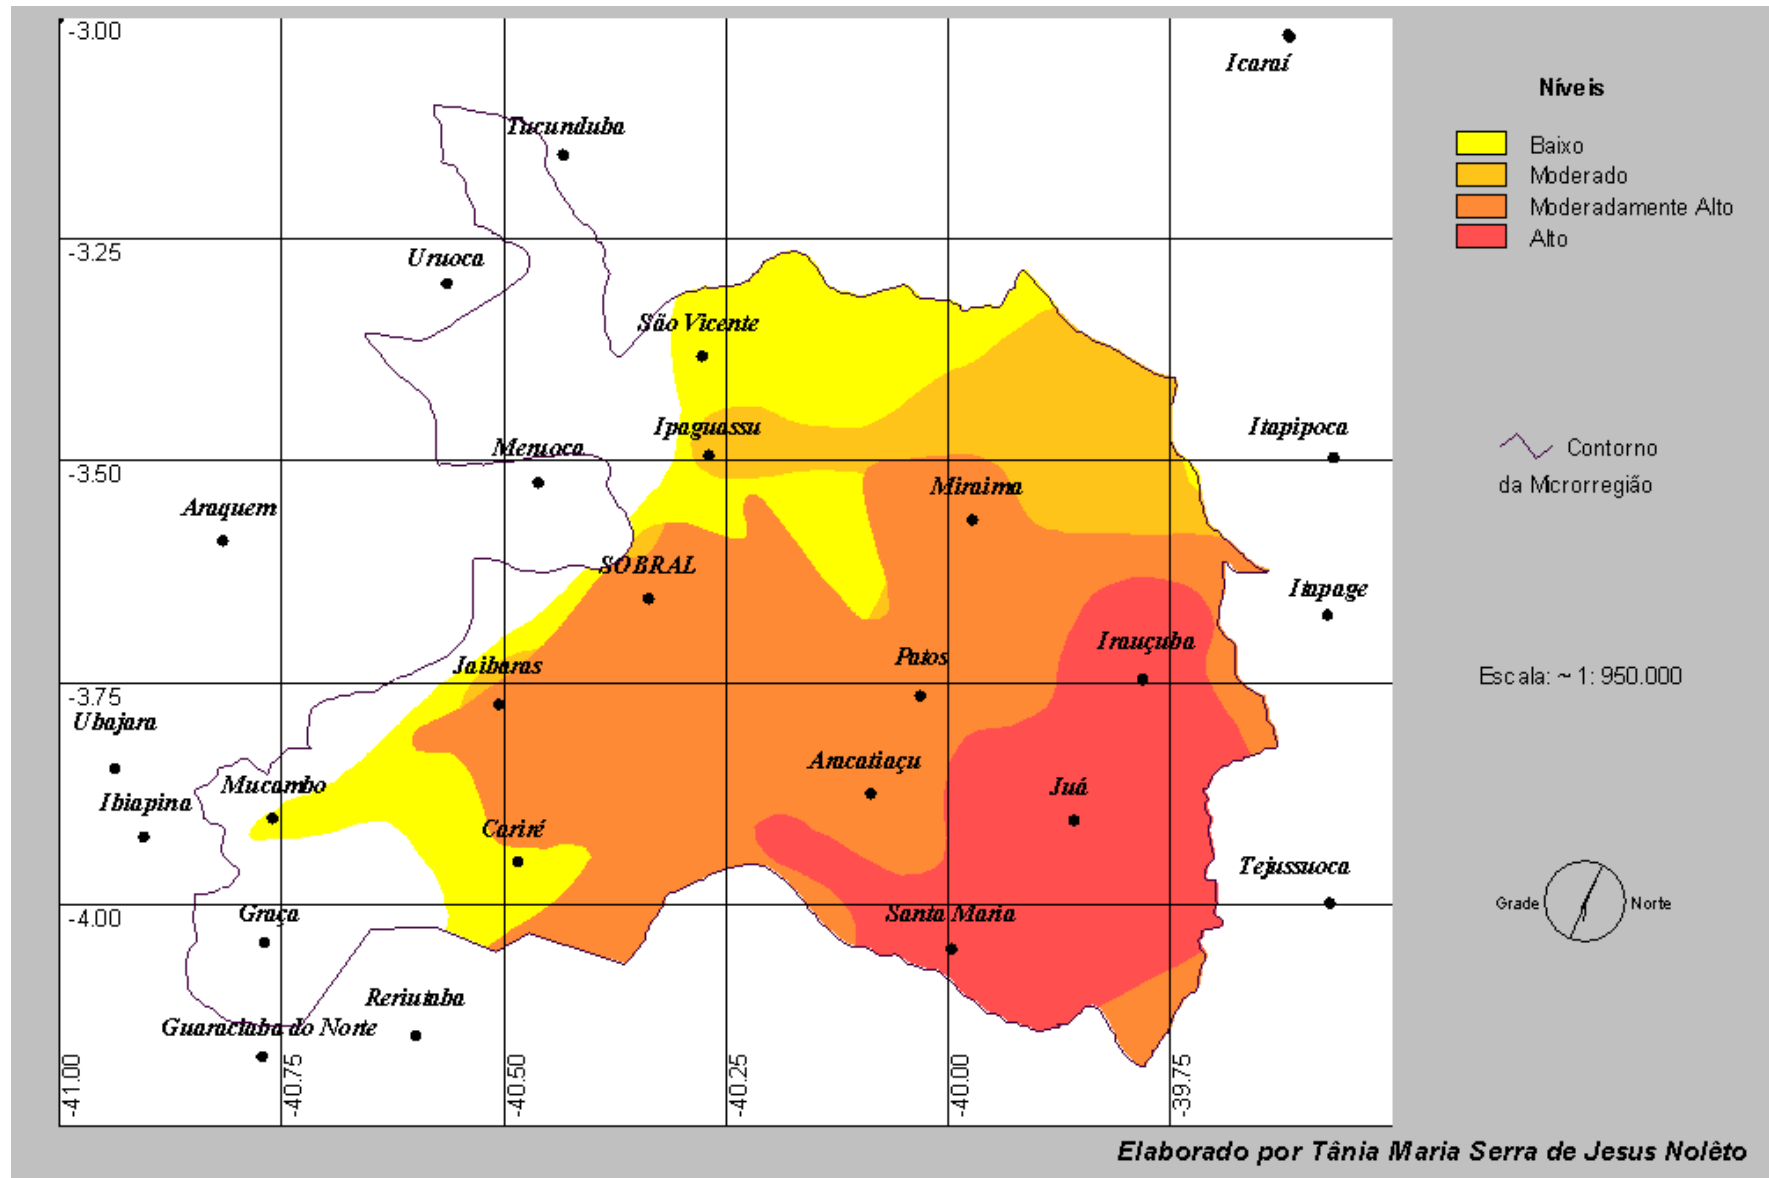 -3.00
Icaraí
Tucunduba
-3.25
Uruoca
São Vicente
Ipaguassu
Itapipoca
Meruoca
-3.50
Miraima
Araquem
SOBRAL
Itapage
Irauçuba
Patos
Jaibaras
-3.75
Ubajara
Aracatiaçu
Mucambo
Juá
Ibiapina
Cariré
Tejussuoca
-4.00
Graça
Santa Maria
Reriutaba
Guaraciaba do Norte
-41.00
-40.75
-40.50
-40.25
-40.00
-39.75
Níveis
Baixo
Moderado
Moderadamente Alto
Alto
Contorno
da Microrregião
Escala: ~ 1: 950.000
Grade
Norte
Elaborado por Tânia Maria Serra de Jesus Nolêto